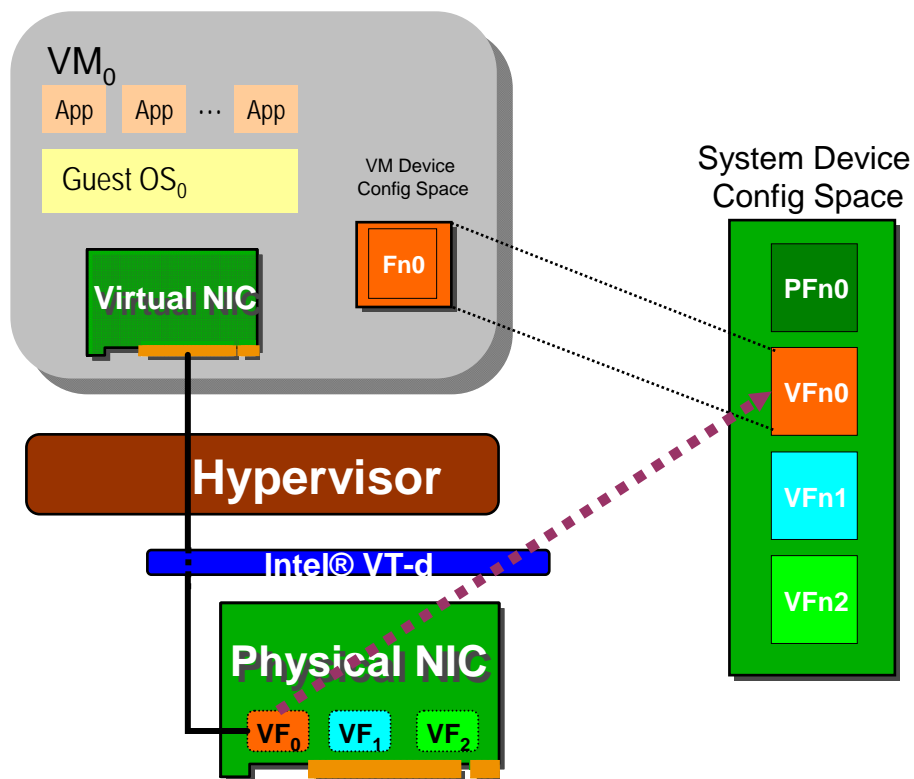 VM0
App App ... App
Guest OS0
VM Device
Config Space
Fn0
Virtual NIC
System Device
Config Space
PFn0
VFn0
VFn1
VFn2
Hypervisor
Intel® VT-d
Physical NIC
VF0 VF1 VF2